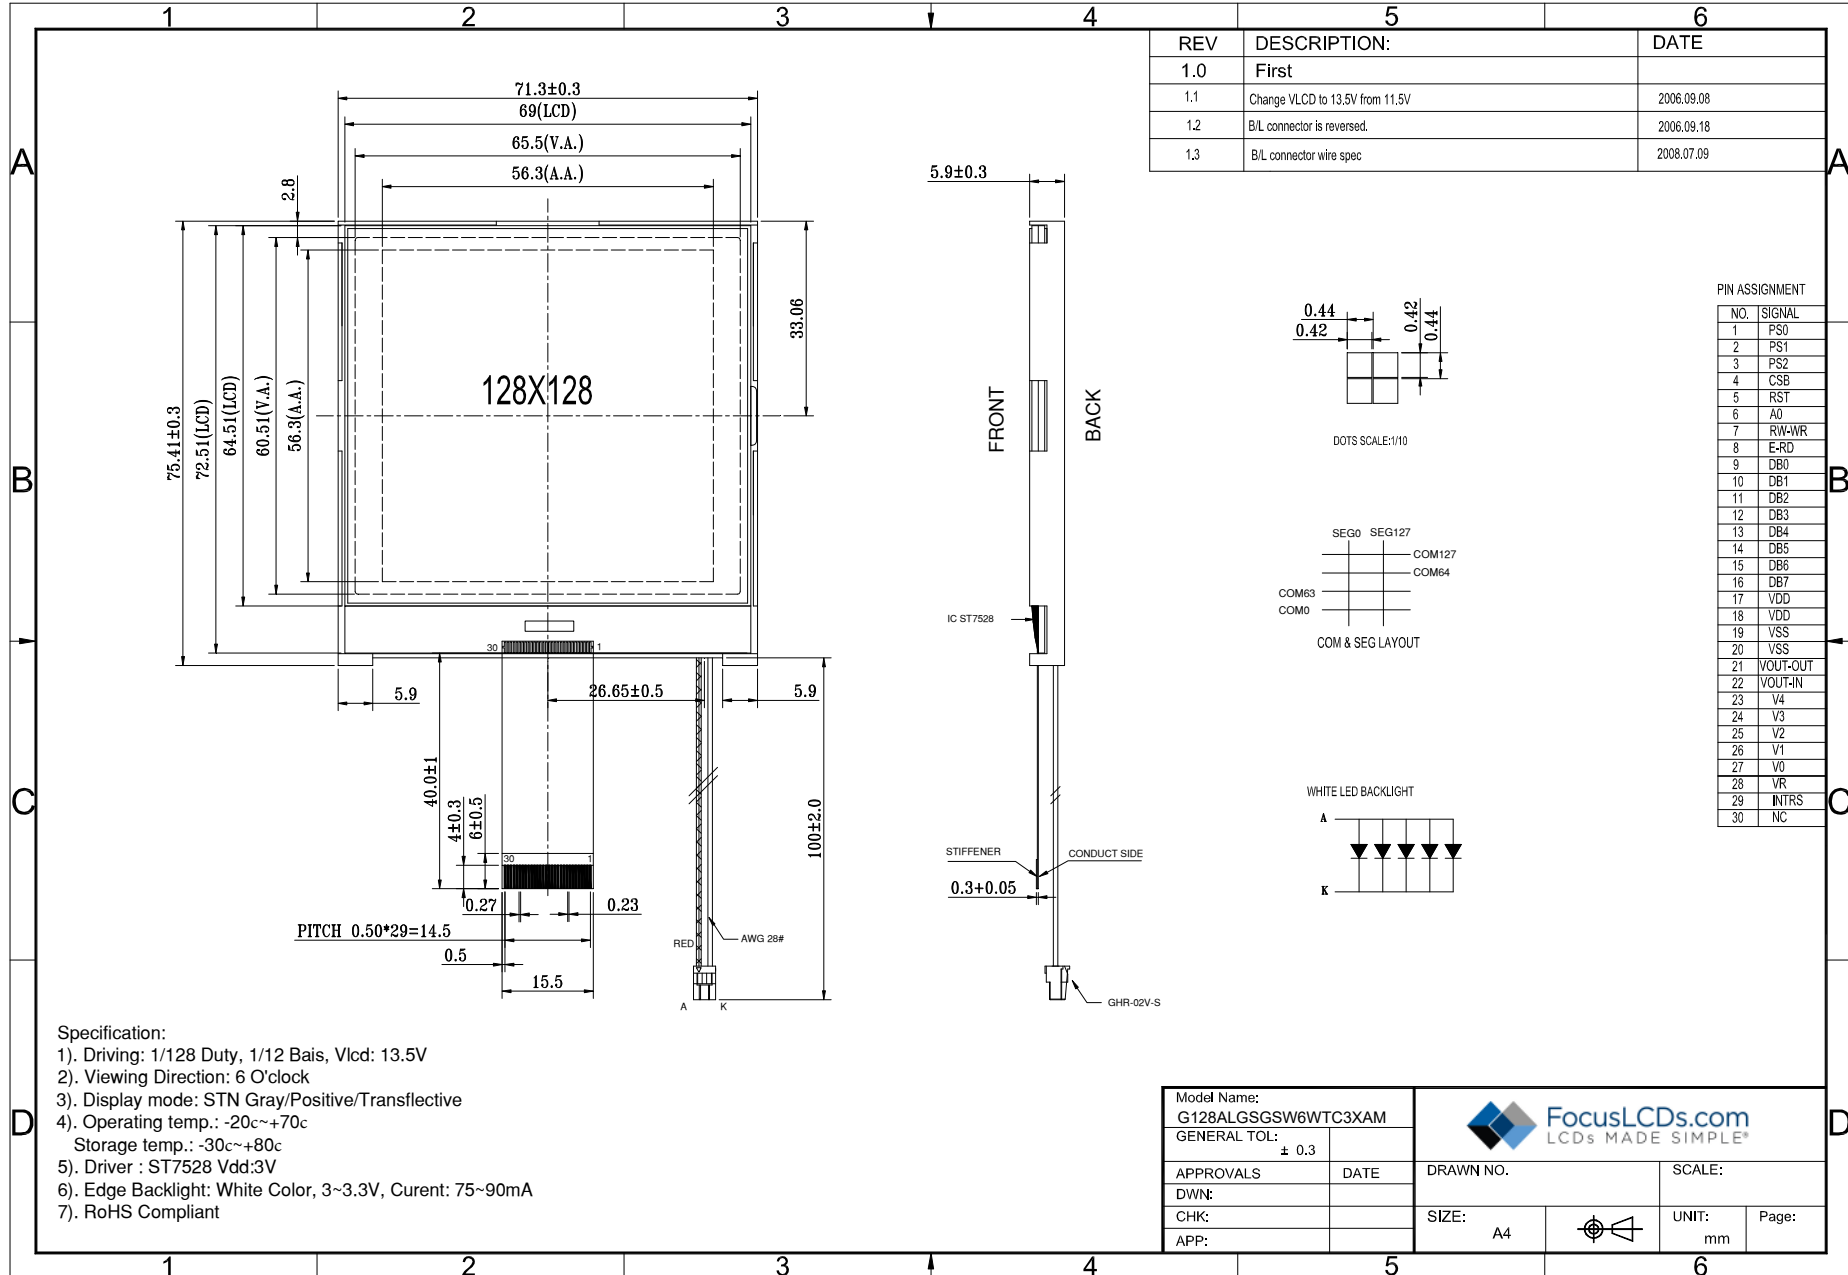 1 2 3 4 5 6
A
B
C
D
A
B
C
D
REV DESCRIPTION: DATE
1.0 First
1.1 Change VLCD to 13.5V from 11.5V 2006.09.08
1.2 B/L connector is reversed. 2006.09.18
1.3 B/L connector wire spec 2008.07.09
71.3±0.3
69(LCD)
65.5(V.A.)
56.3(A.A.)
2.8
75.41±0.3
72.51(LCD)
64.51(LCD)
60.51(V.A.)
56.3(A.A.)
33.06
128X128
30 1
5.9
26.65±0.5
5.9
40.0±1
4±0.3
6±0.5
100±2.0
30 1
0.27
0.23
PITCH 0.50*29=14.5
0.5
15.5
RED
AWG 28#
A K
5.9±0.3
FRONT
BACK
IC ST7528
STIFFENER
CONDUCT SIDE
0.3+0.05
GHR-02V-S
0.44
0.42
0.42
0.44
DOTS SCALE:1/10
SEG0 SEG127
COM127
COM64
COM63
COM0
COM & SEG LAYOUT
WHITE LED BACKLIGHT
A
K
PIN ASSIGNMENT
NO. SIGNAL
1 PS0
2 PS1
3 PS2
4 CSB
5 RST
6 A0
7 RW-WR
8 E-RD
9 DB0
10 DB1
11 DB2
12 DB3
13 DB4
14 DB5
15 DB6
16 DB7
17 VDD
18 VDD
19 VSS
20 VSS
21 VOUT-OUT
22 VOUT-IN
23 V4
24 V3
25 V2
26 V1
27 V0
28 VR
29 INTRS
30 NC
Specification:
1). Driving: 1/128 Duty, 1/12 Bais, Vlcd: 13.5V
2). Viewing Direction: 6 O'clock
3). Display mode: STN Gray/Positive/Transflective
4). Operating temp.: -20c~+70c
Storage temp.: -30c~+80c
5). Driver : ST7528 Vdd:3V
6). Edge Backlight: White Color, 3~3.3V, Curent: 75~90mA
7). RoHS Compliant
Model Name:
G128ALGSGSW6WTC3XAM
GENERAL TOL:
± 0.3
APPROVALS DATE
DWN:
CHK:
APP:
FocusLCDs.com
LCDs MADE SIMPLE®
DRAWN NO. SCALE:
SIZE: A4
UNIT: mm
Page:
1 2 3 4 5 6